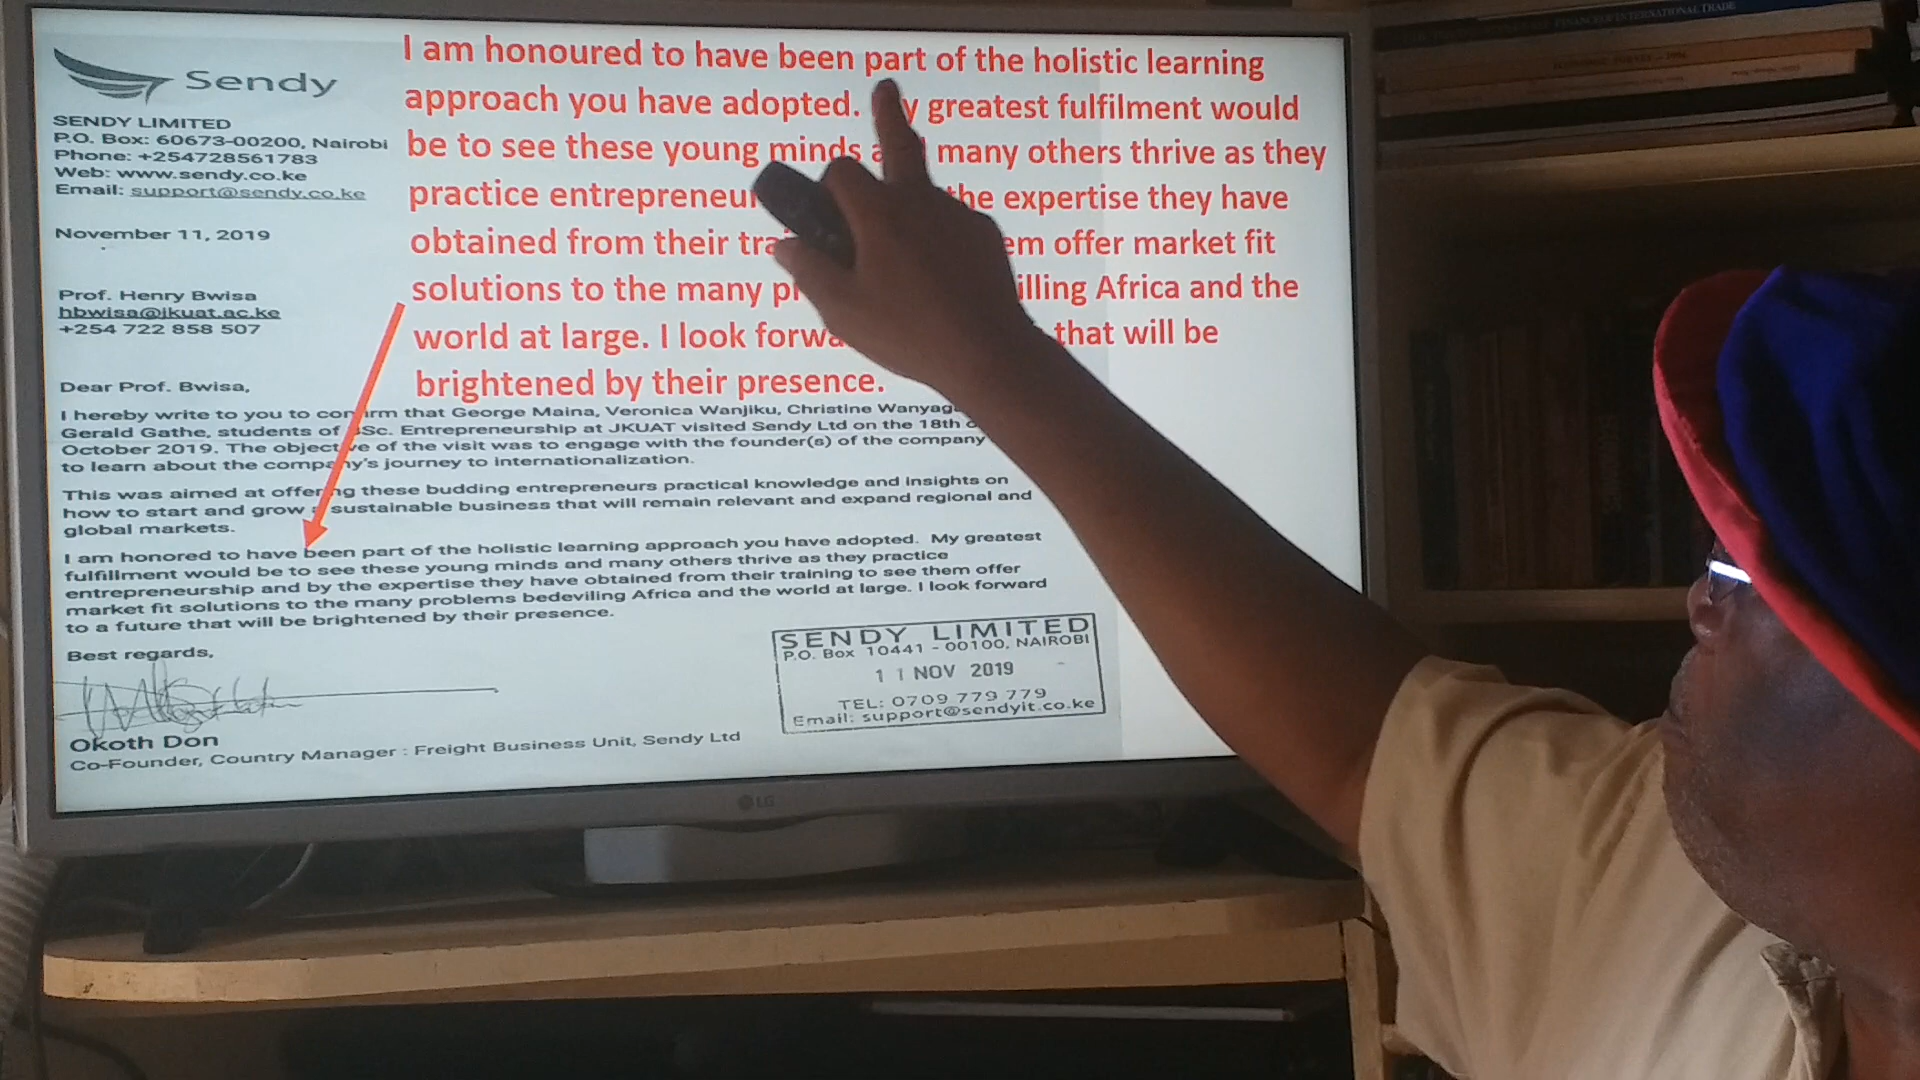 FINANCE OF INTERNATIONAL TRADE
Sendy
SENDY LIMITED
P.O. Box: 60673-00200, Nairobi
Phone: +254728561783
Web: www.sendy.co.ke
Email: support@sendy.co.ke
November 11, 2019
Prof. Henry Bwisa
hbwisa@jkuat.ac.ke
+254 722 858 507
I am honoured to have been part of the holistic learning
approach you have adopted. y greatest fulfilment would
be to see these young minds many others thrive as they
practice entrepreneur the expertise they have
obtained from their tra em offer market fit
solutions to the many pr illing Africa and the
world at large. I look forwa that will be
brightened by their presence.
Dear Prof. Bwisa,
I hereby write to you to confirm that George Maina, Veronica Wanjiku, Christine Wanyag
Gerald Gathe, students of BSc. Entrepreneurship at JKUAT visited Sendy Ltd on the 18th
October 2019. The objective of the visit was to engage with the founder(s) of the company
to learn about the company's journey to internationalization.
This was aimed at offering these budding entrepreneurs practical knowledge and insights on
how to start and grow a sustainable business that will remain relevant and expand regional and
global markets.
I am honored to have been part of the holistic learning approach you have adopted. My greatest
fulfillment would be to see these young minds and many others thrive as they practice
entrepreneurship and by the expertise they have obtained from their training to see them offer
market fit solutions to the many problems bedeviling Africa and the world at large. I look forward
to a future that will be brightened by their presence.
Best regards,
Okoth Don
Co-Founder, Country Manager : Freight Business Unit, Sendy Ltd
SENDY LIMITED
P.O. Box 10441 - 00100, NAIROBI
11 NOV 2019
TEL: 0709 779 779
Email: support@sendyit.co.ke
LG